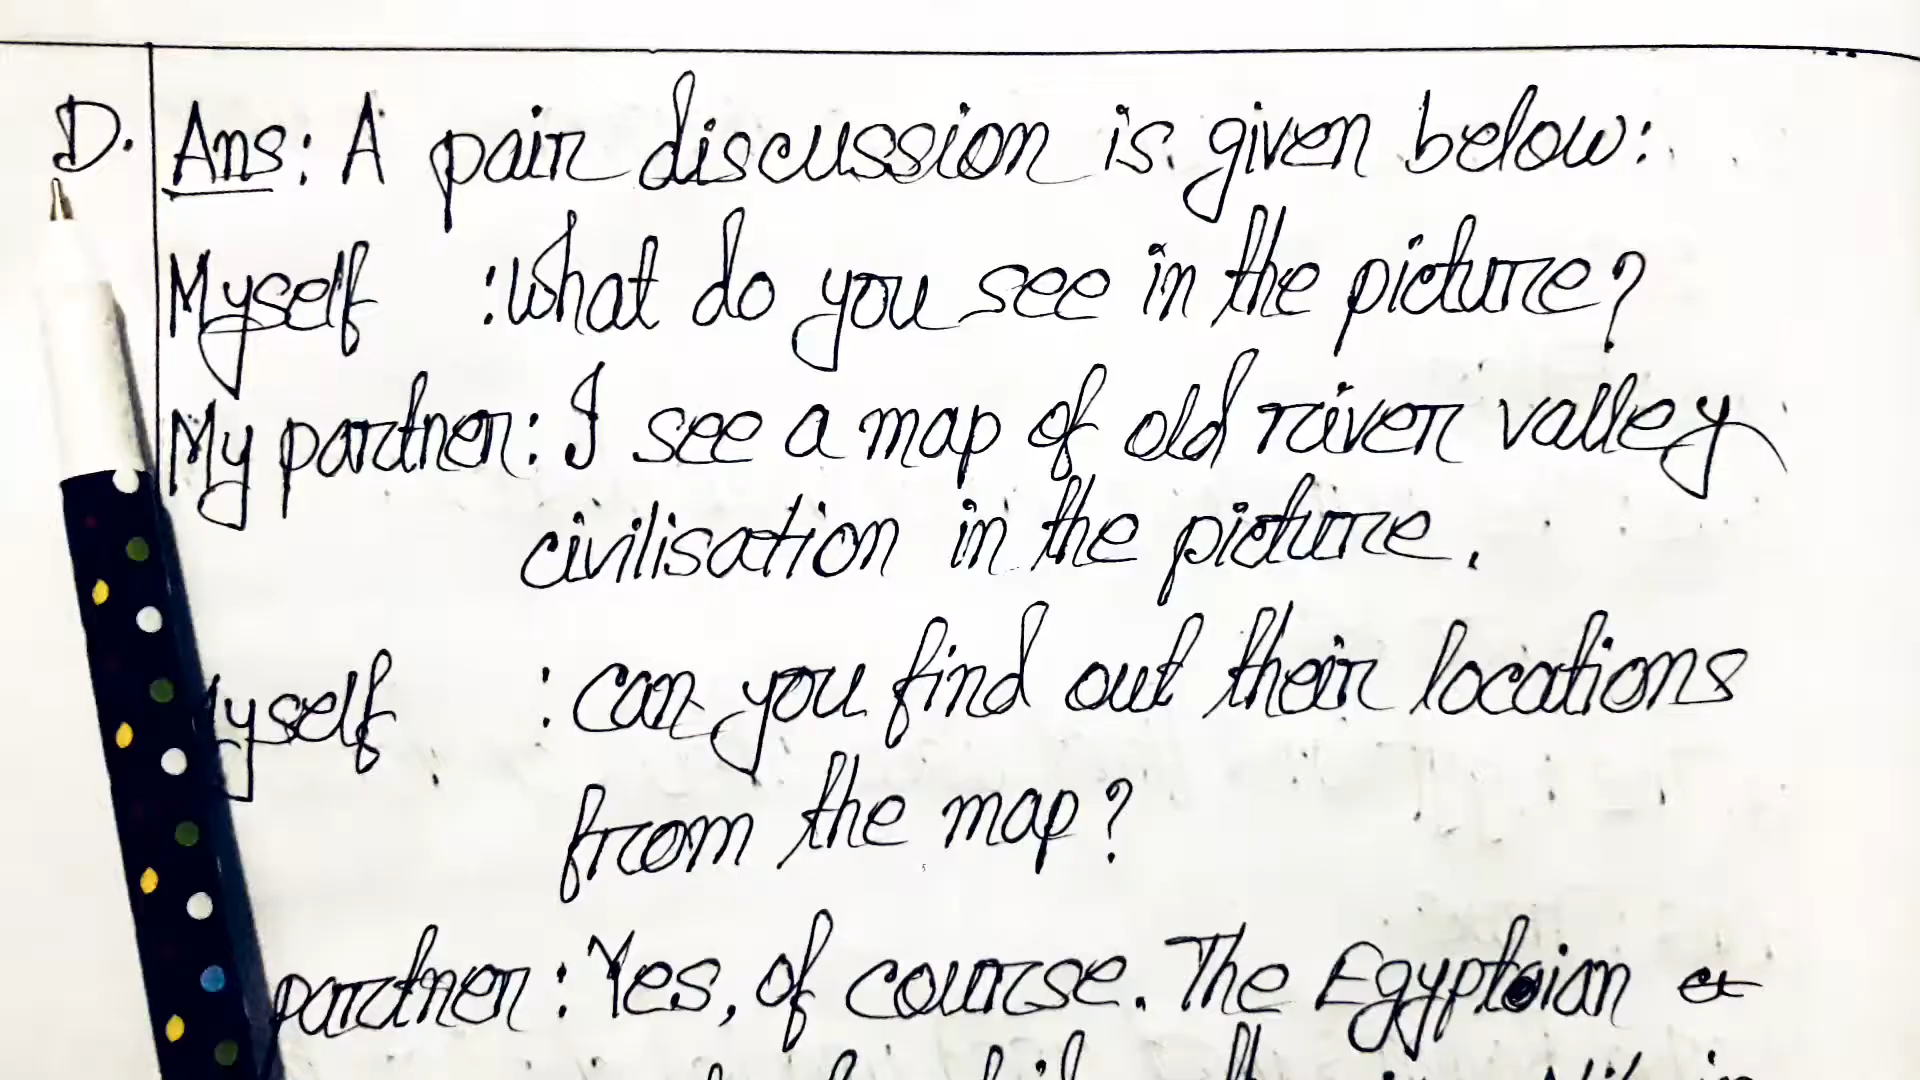 D. Ans: A pair discussion is given below:
Myself : What do you see in the picture?
My partner: I see a map of old river valley
civilisation in the picture.
Myself : can you find out their locations
from the map?
partner: Yes, of course. The Egyptian